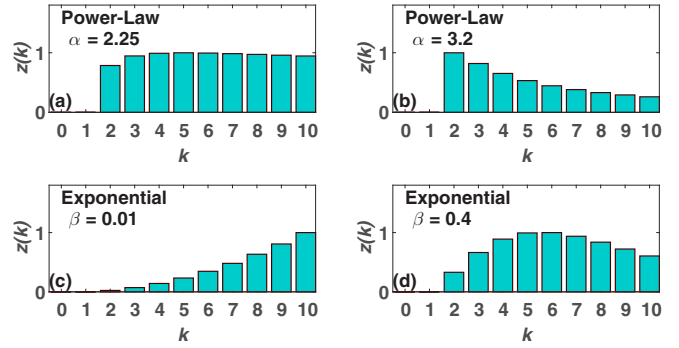 Power-Law
α = 2.25
z(k)
1
0
(a)
0 1 2 3 4 5 6 7 8 9 10
k
Power-Law
α = 3.2
z(k)
1
0
(b)
0 1 2 3 4 5 6 7 8 9 10
k
Exponential
β = 0.01
z(k)
1
0
(c)
0 1 2 3 4 5 6 7 8 9 10
k
Exponential
β = 0.4
z(k)
1
0
(d)
0 1 2 3 4 5 6 7 8 9 10
k